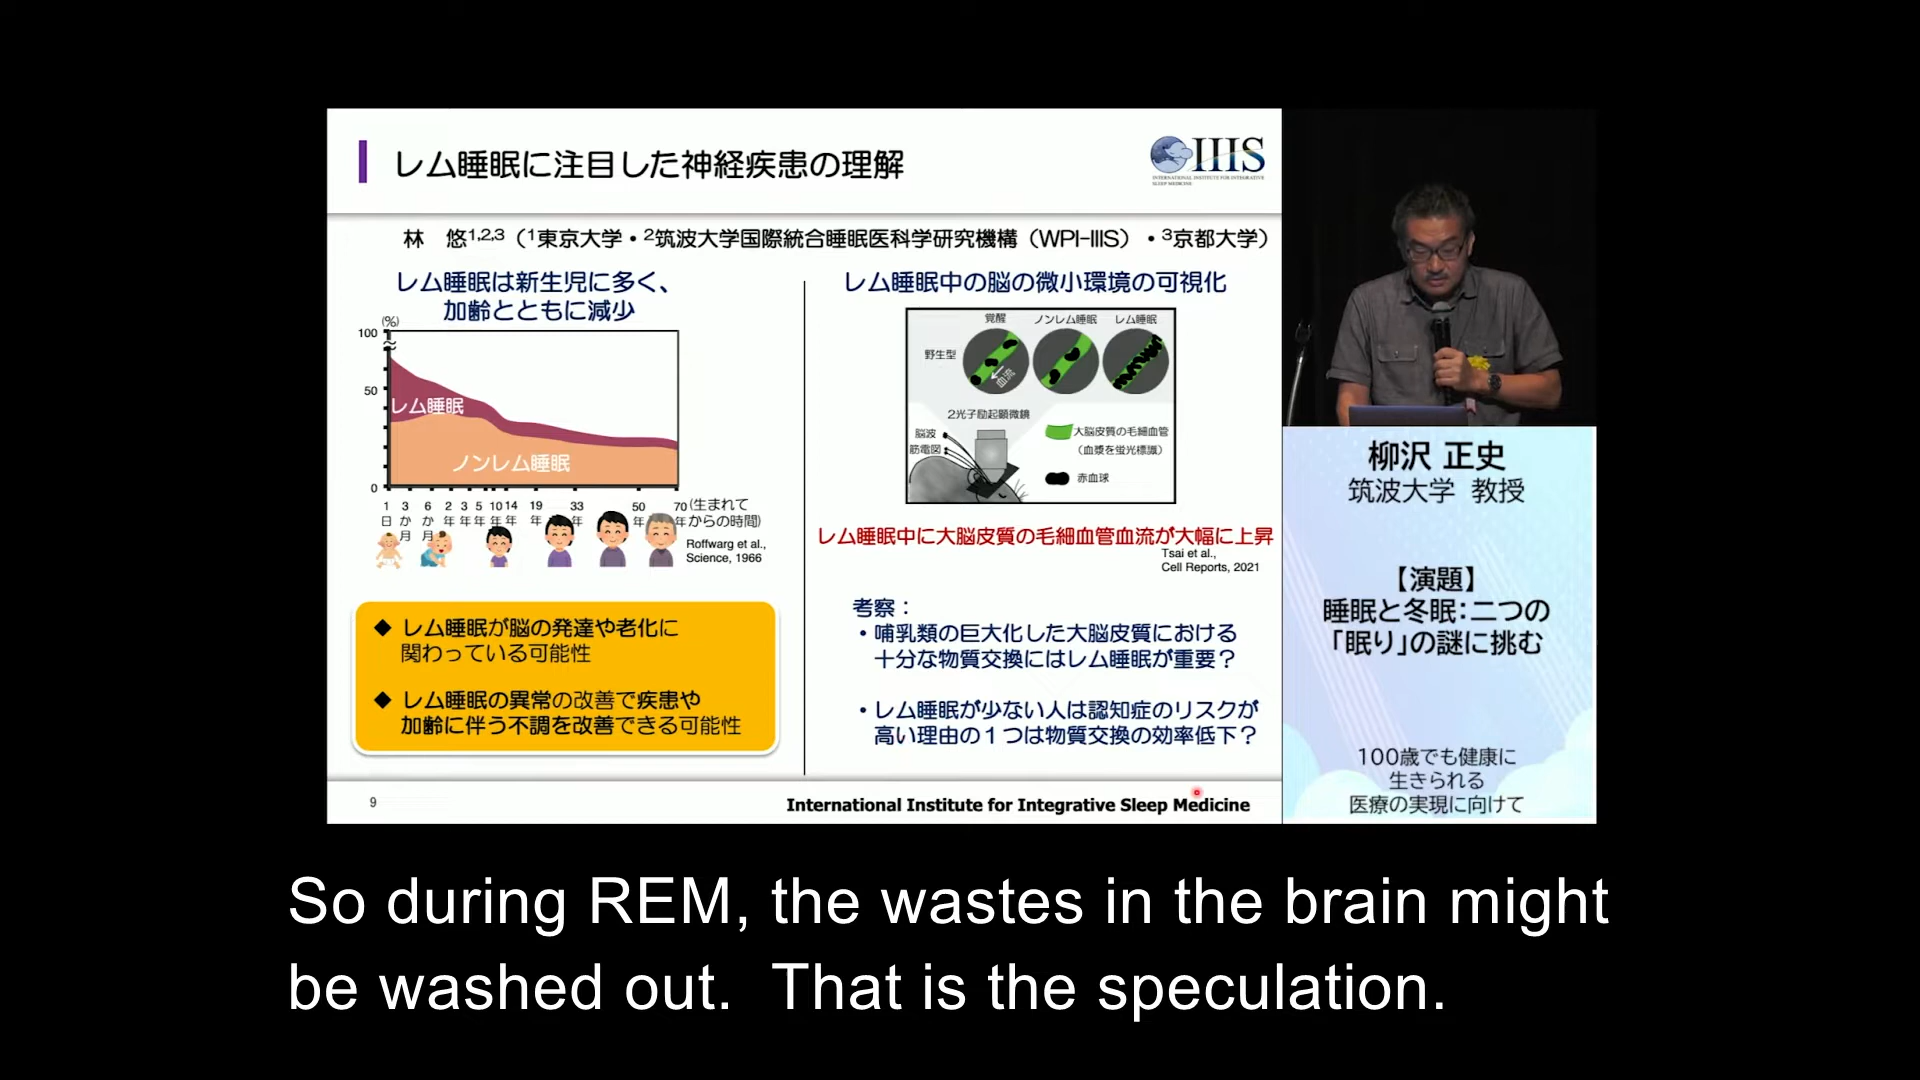 レム睡眠に注目した神経疾患の理解
IIIS
INTERNATIONAL INSTITUTE FOR INTEGRATIVE
SLEEP MEDICINE
林 悠1,2,3（1東京大学・2筑波大学国際統合睡眠医科学研究機構（WPI-IIIS）・3京都大学）
レム睡眠は新生児に多く、
加齢とともに減少
(%)
100
50
0
レム睡眠
ノンレム睡眠
1日 3か月 6か月 2年 3年 5年 10年 14年 19年 33年 50年 70年
(生まれて
からの時間)
Roffwarg et al.,
Science, 1966
◆ レム睡眠が脳の発達や老化に
関わっている可能性
◆ レム睡眠の異常の改善で疾患や
加齢に伴う不調を改善できる可能性
レム睡眠中の脳の微小環境の可視化
覚醒 ノンレム睡眠 レム睡眠
野生型
血流
2光子励起顕微鏡
脳波
筋電図
大脳皮質の毛細血管
（血漿を蛍光標識）
赤血球
レム睡眠中に大脳皮質の毛細血管血流が大幅に上昇
Tsai et al.,
Cell Reports, 2021
考察：
・哺乳類の巨大化した大脳皮質における
十分な物質交換にはレム睡眠が重要？
・レム睡眠が少ない人は認知症のリスクが
高い理由の１つは物質交換の効率低下？
9
International Institute for Integrative Sleep Medicine
柳沢 正史
筑波大学 教授
【演題】
睡眠と冬眠：二つの
「眠り」の謎に挑む
100歳でも健康に
生きられる
医療の実現に向けて
So during REM, the wastes in the brain might
be washed out. That is the speculation.